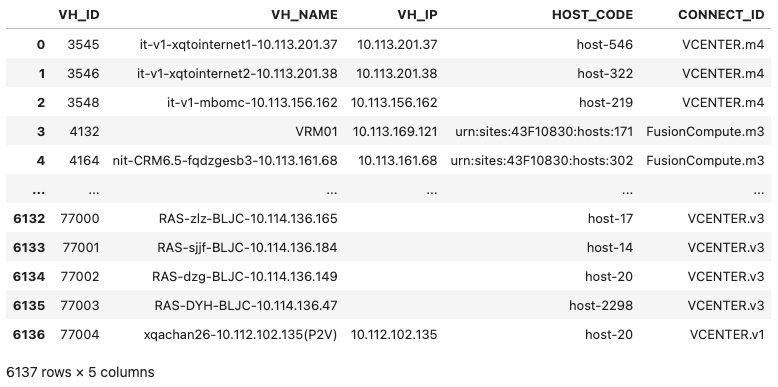 VH_ID VH_NAME VH_IP HOST_CODE CONNECT_ID
0 3545 it-v1-xqtointernet1-10.113.201.37 10.113.201.37 host-546 VCENTER.m4
1 3546 it-v1-xqtointernet2-10.113.201.38 10.113.201.38 host-322 VCENTER.m4
2 3548 it-v1-mbomc-10.113.156.162 10.113.156.162 host-219 VCENTER.m4
3 4132 VRM01 10.113.169.121 urn:sites:43F10830:hosts:171 FusionCompute.m3
4 4164 nit-CRM6.5-fqdzgesb3-10.113.161.68 10.113.161.68 urn:sites:43F10830:hosts:302 FusionCompute.m3
... ... ... ... ... ...
6132 77000 RAS-zlz-BLJC-10.114.136.165 host-17 VCENTER.v3
6133 77001 RAS-sjjf-BLJC-10.114.136.184 host-14 VCENTER.v3
6134 77002 RAS-dzg-BLJC-10.114.136.149 host-20 VCENTER.v3
6135 77003 RAS-DYH-BLJC-10.114.136.47 host-2298 VCENTER.v3
6136 77004 xqachan26-10.112.102.135(P2V) 10.112.102.135 host-20 VCENTER.v1
6137 rows × 5 columns